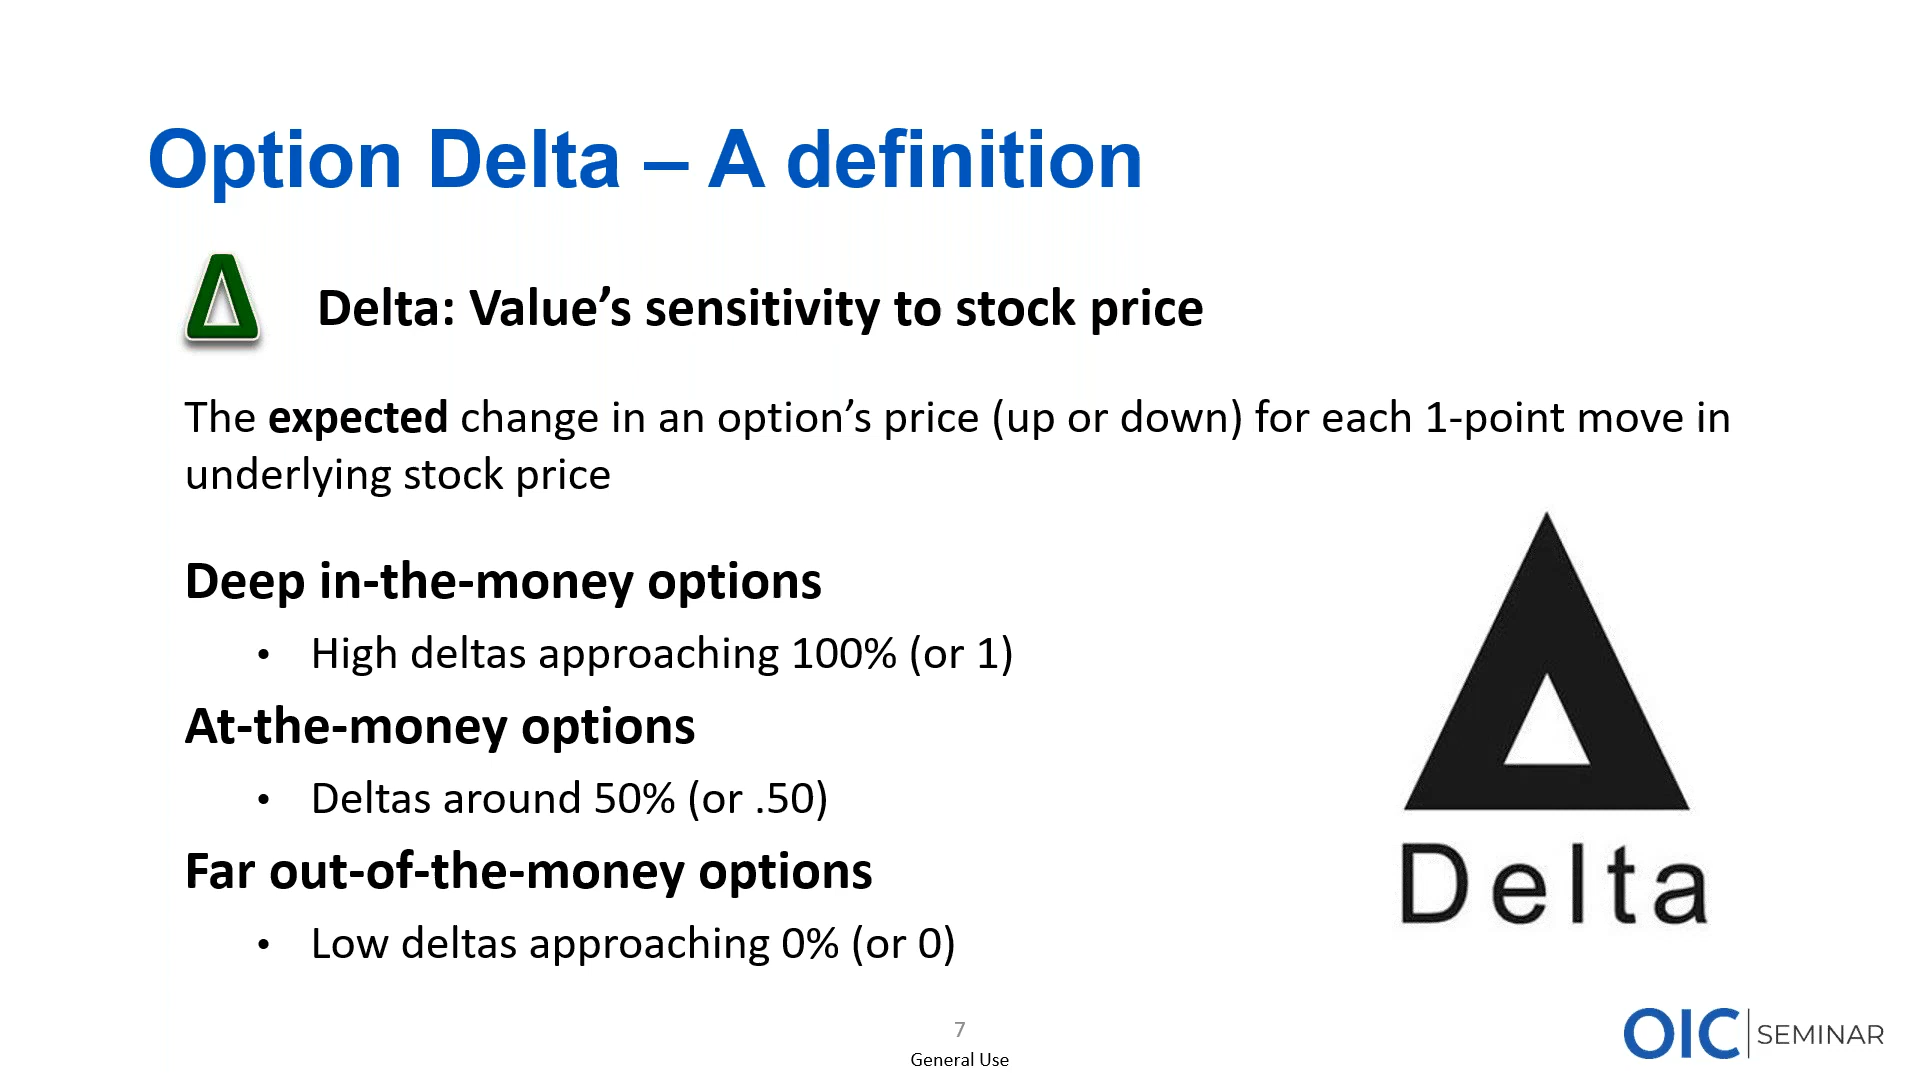 Option Delta – A definition
Δ
Delta: Value’s sensitivity to stock price
The expected change in an option’s price (up or down) for each 1-point move in
underlying stock price
Deep in-the-money options
• High deltas approaching 100% (or 1)
At-the-money options
• Deltas around 50% (or .50)
Far out-of-the-money options
• Low deltas approaching 0% (or 0)
Δ
Delta
7
General Use
OIC SEMINAR